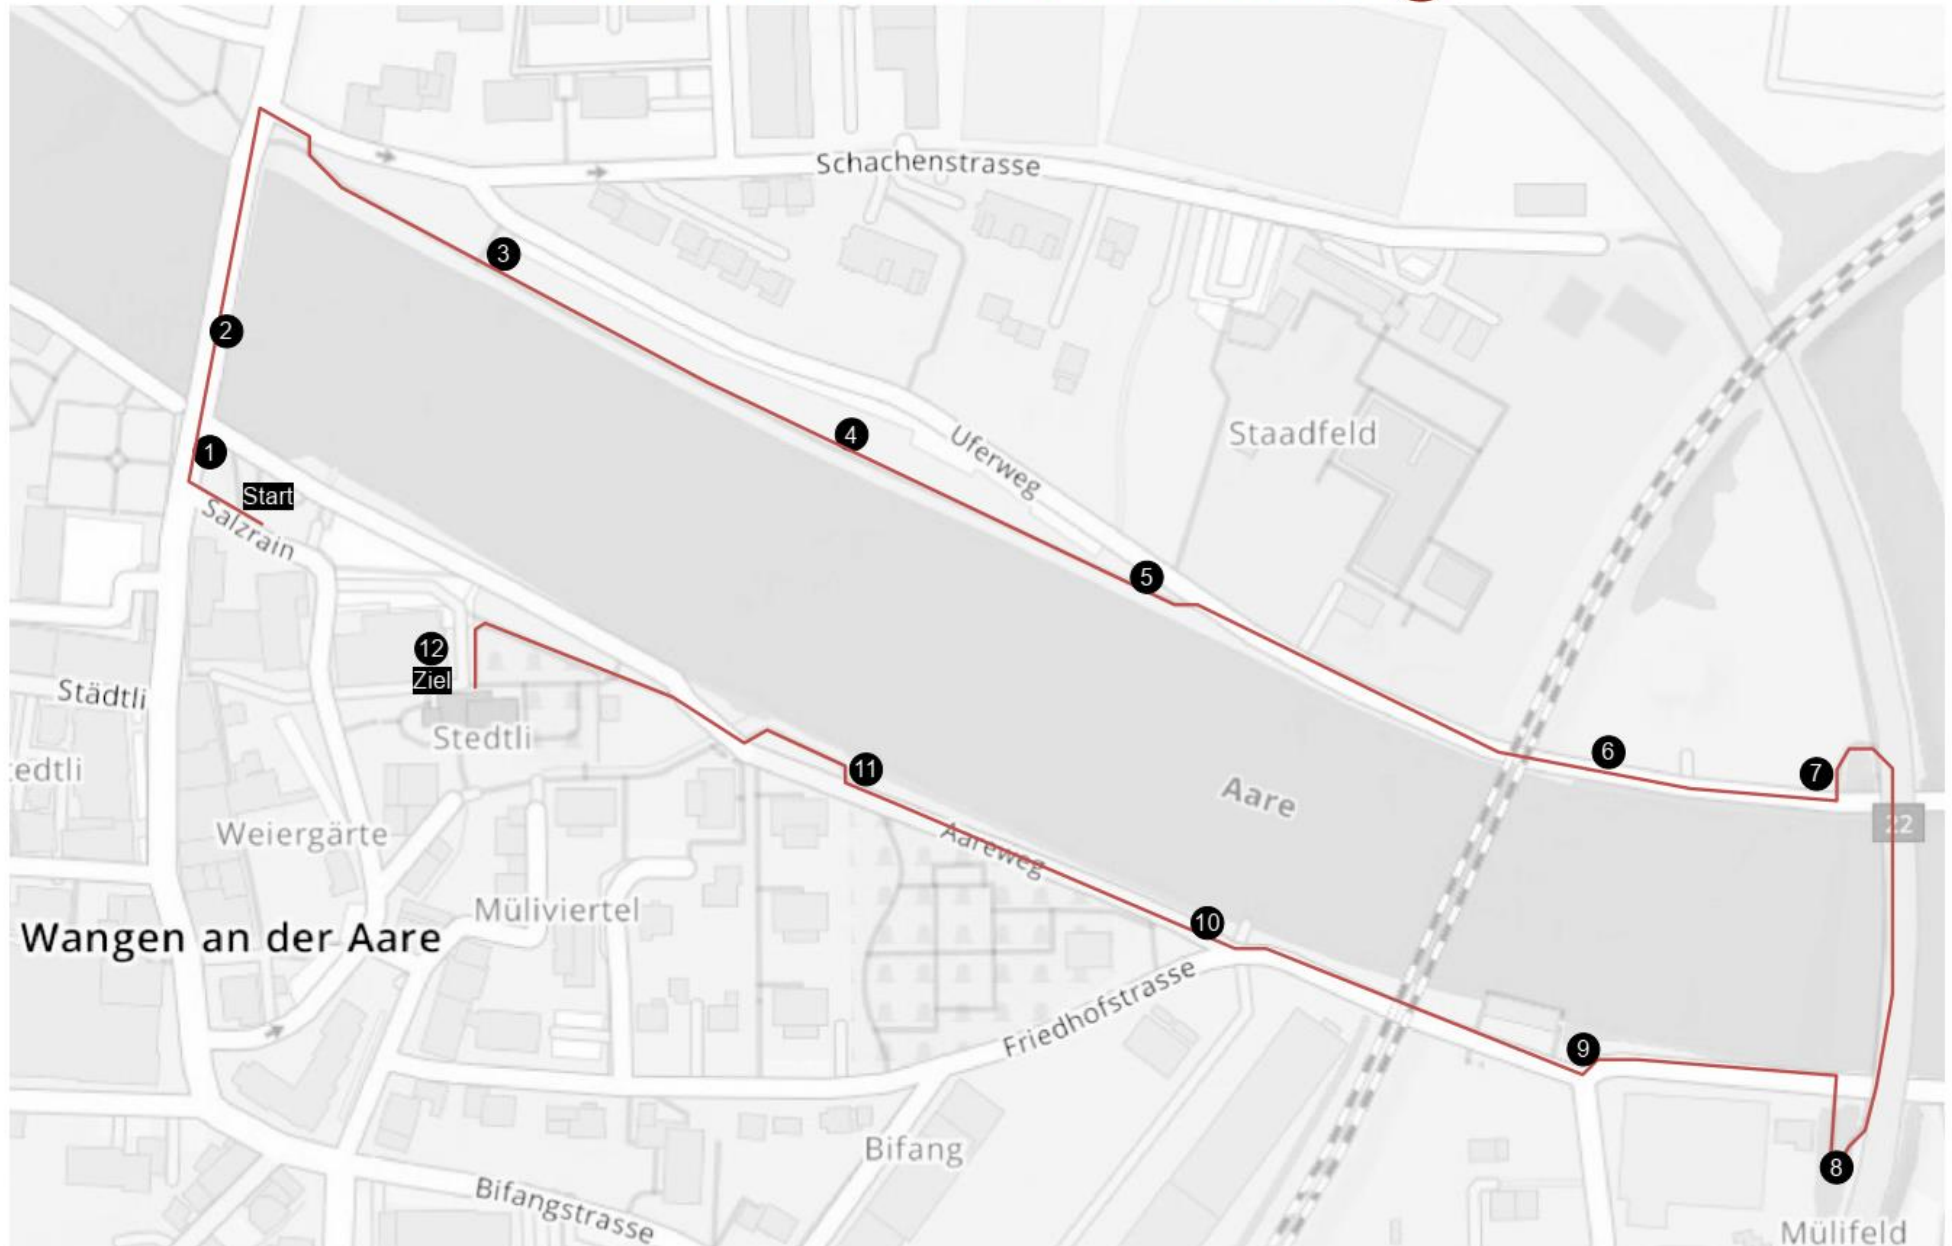 Schachenstrasse
3
2
4
Uferweg
Staadfeld
1
Start
Salzrain
5
12
Ziel
Städtli
Stedtli
6
7
11
Aare
22
edtli
Weiergärte
Aareweg
Müliviertel
10
Wangen an der Aare
Friedhofstrasse
9
Bifang
8
Bifangstrasse
Mülifeld